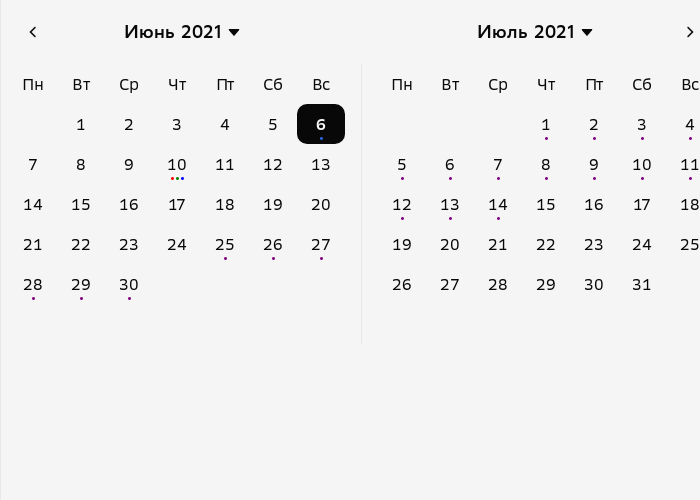 Июнь 2021
Июль 2021
Пн Вт Ср Чт Пт Сб Вс
1 2 3 4 5 6
7 8 9 10 11 12 13
14 15 16 17 18 19 20
21 22 23 24 25 26 27
28 29 30
Пн Вт Ср Чт Пт Сб Вс
1 2 3 4
5 6 7 8 9 10 11
12 13 14 15 16 17 18
19 20 21 22 23 24 25
26 27 28 29 30 31